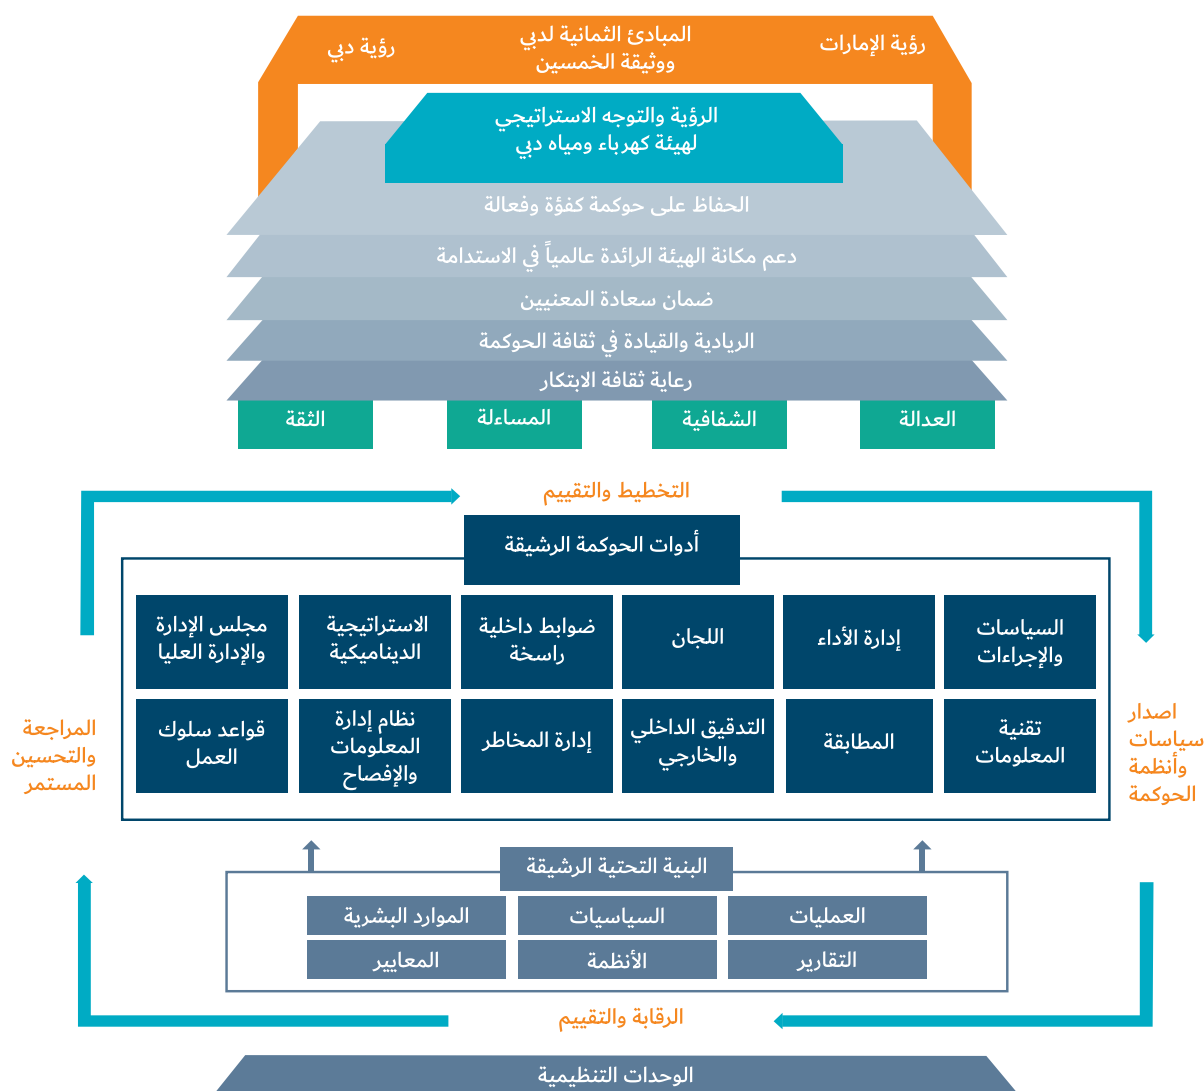 رؤية الإمارات
المبادئ الثمانية لدبي
ووثيقة الخمسين
رؤية دبي
الرؤية والتوجه الاستراتيجي
لهيئة كهرباء ومياه دبي
الحفاظ على حوكمة كفؤة وفعالة
دعم مكانة الهيئة الرائدة عالمياً في الاستدامة
ضمان سعادة المعنيين
الريادية والقيادة في ثقافة الحوكمة
رعاية ثقافة الابتكار
العدالة
الشفافية
المساءلة
الثقة
التخطيط والتقييم
أدوات الحوكمة الرشيقة
السياسات
والإجراءات
إدارة الأداء
اللجان
ضوابط داخلية
راسخة
الاستراتيجية
الديناميكية
مجلس الإدارة
والإدارة العليا
تقنية
المعلومات
المطابقة
التدقيق الداخلي
والخارجي
إدارة المخاطر
نظام إدارة
المعلومات
والإفصاح
قواعد سلوك
العمل
اصدار
سياسات
وأنظمة
الحوكمة
المراجعة
والتحسين
المستمر
البنية التحتية الرشيقة
العمليات
السياسيات
الموارد البشرية
التقارير
الأنظمة
المعايير
الرقابة والتقييم
الوحدات التنظيمية